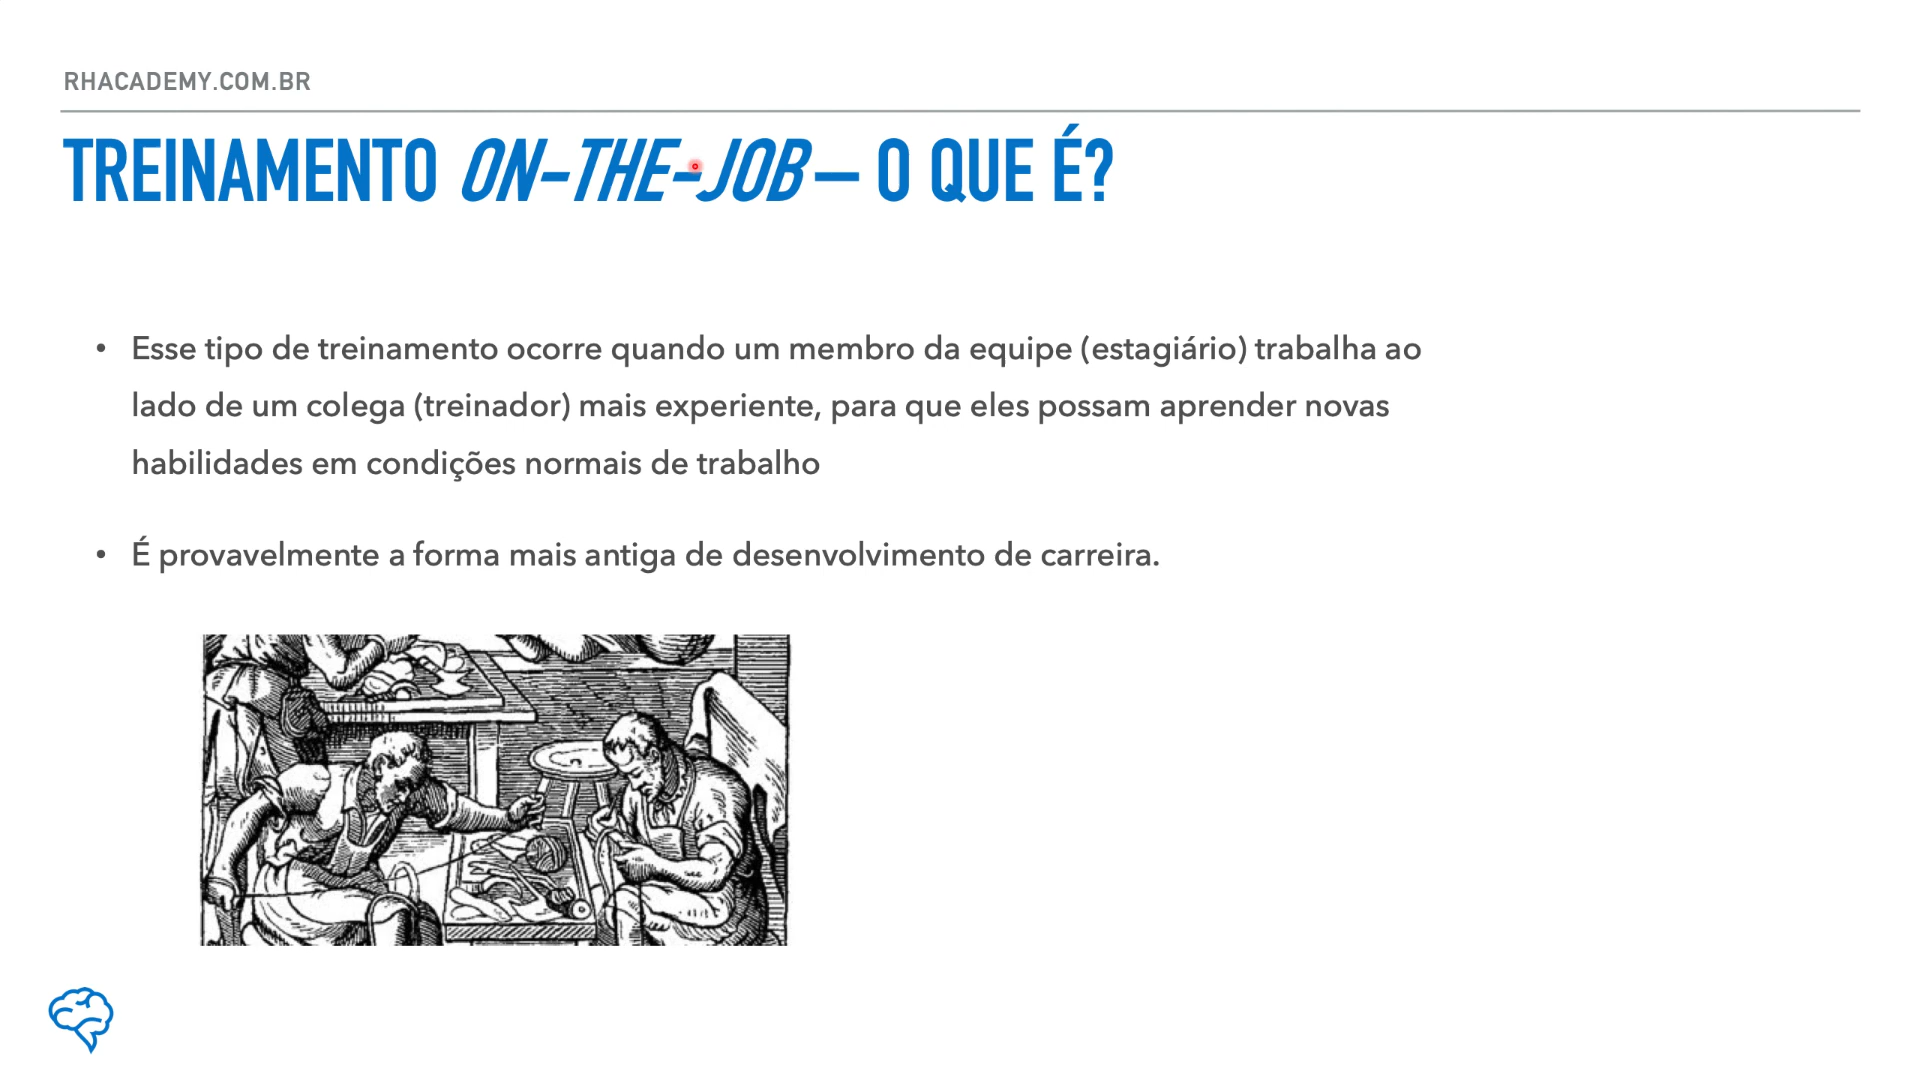 RHACADEMY.COM.BR
TREINAMENTO ON-THE-JOB – O QUE É?
• Esse tipo de treinamento ocorre quando um membro da equipe (estagiário) trabalha ao
lado de um colega (treinador) mais experiente, para que eles possam aprender novas
habilidades em condições normais de trabalho
• É provavelmente a forma mais antiga de desenvolvimento de carreira.